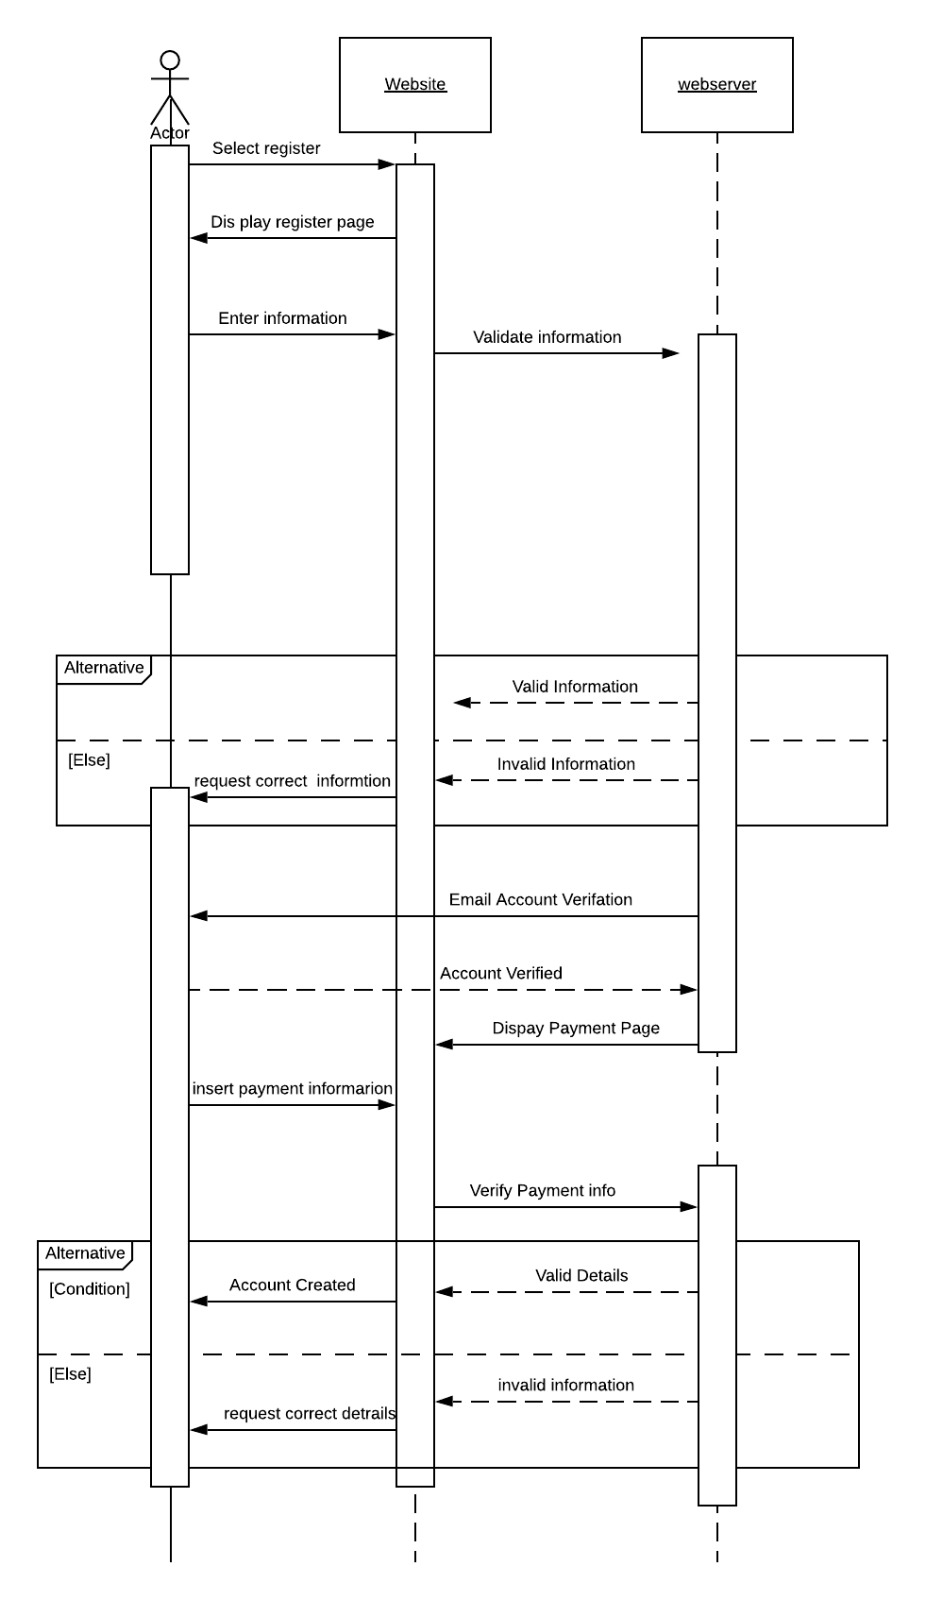 Actor
Website
webserver
Select register
Dis play register page
Enter information
Validate information
Alternative
Valid Information
[Else]
Invalid Information
request correct  informtion
Email Account Verifation
Account Verified
Dispay Payment Page
insert payment informarion
Verify Payment info
Alternative
[Condition]
Valid Details
Account Created
[Else]
invalid information
request correct detrails